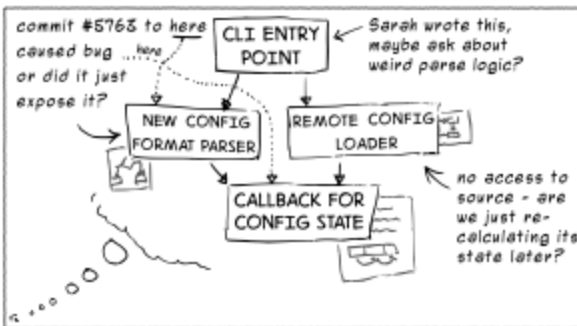 commit #5763 to here
caused bug
or did it just
expose it?
here
CLI ENTRY
POINT
Sarah wrote this,
maybe ask about
weird parse logic?
NEW CONFIG
FORMAT PARSER
REMOTE CONFIG
LOADER
CALLBACK FOR
CONFIG STATE
no access to
source - are
we just re-
calculating its
state later?